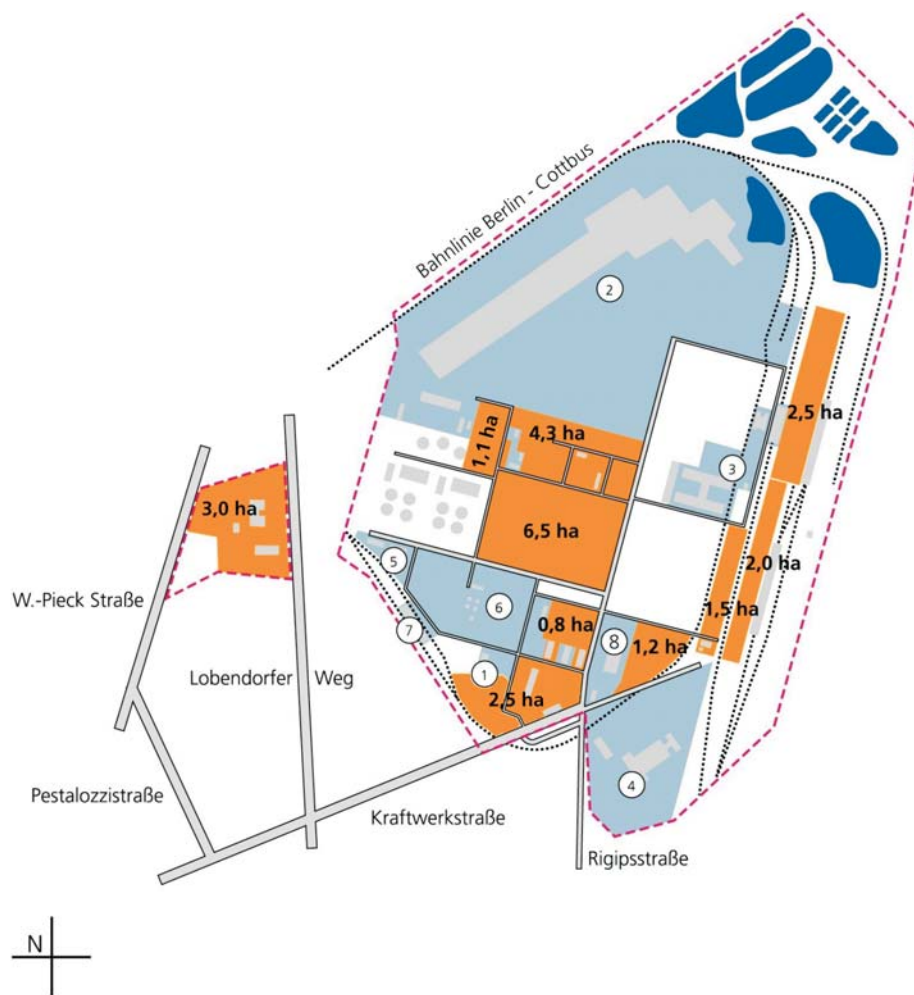 Bahnlinie Berlin - Cottbus
2
2,5 ha
1,1 ha
4,3 ha
3
3,0 ha
6,5 ha
2,0 ha
5
W.-Pieck Straße
6
1,5 ha
7
0,8 ha
8
1,2 ha
Lobendorfer Weg
1
2,5 ha
4
Pestalozzistraße
Kraftwerkstraße
Rigipsstraße
N